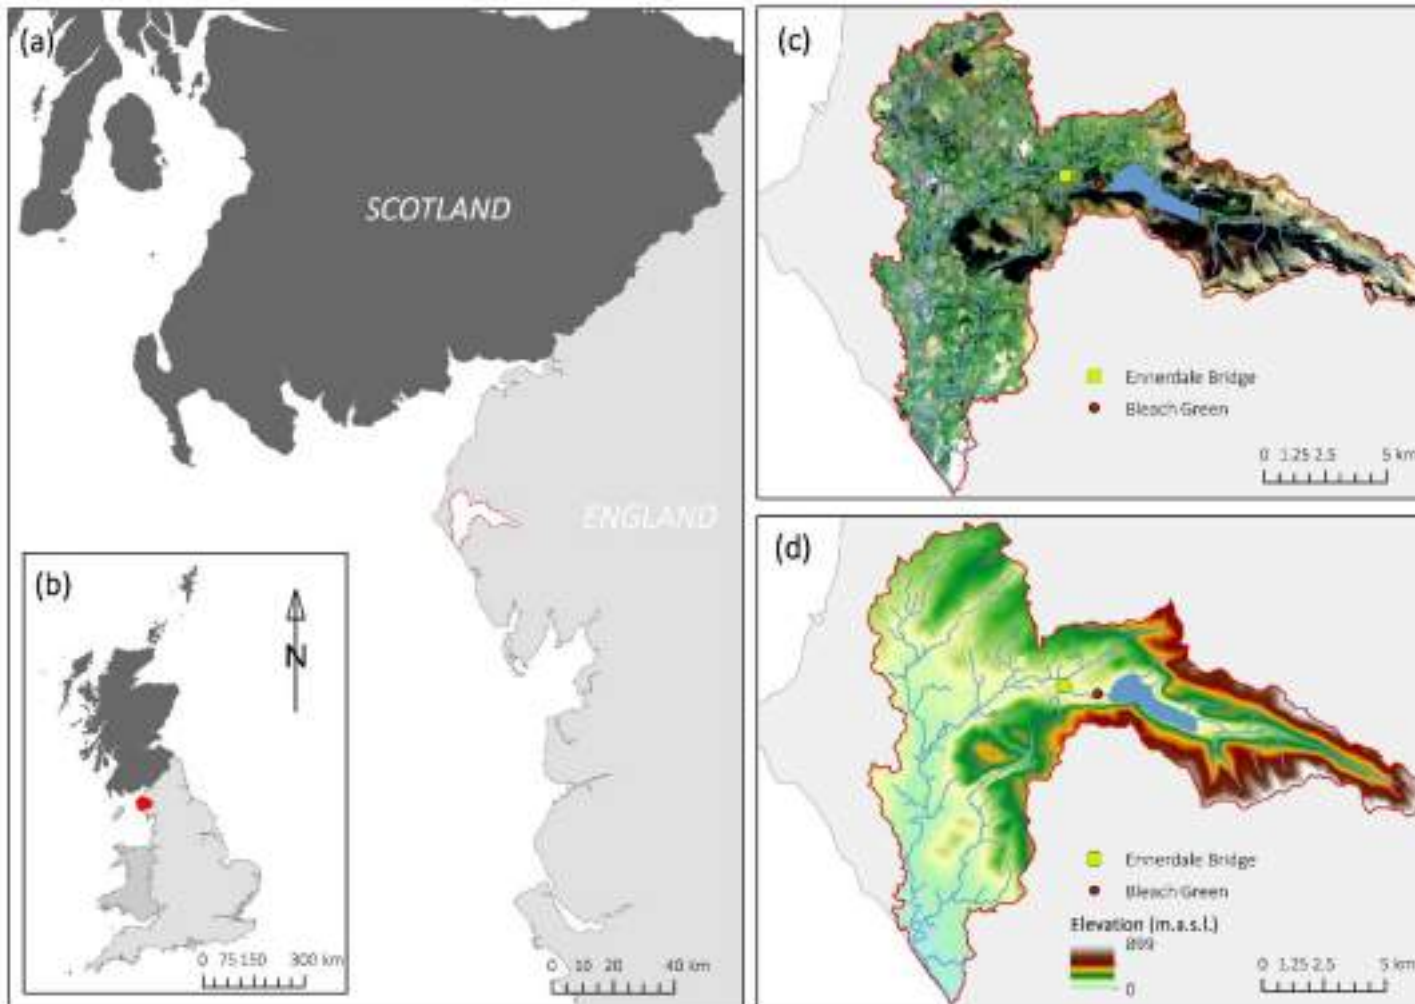 (a)
SCOTLAND
ENGLAND
0 10 20 40 km
(b)
N
0 75 150 300 km
(c)
Ennerdale Bridge
Bleach Green
0 1.25 2.5 5 km
(d)
Ennerdale Bridge
Bleach Green
Elevation (m.a.s.l.)
899
0
0 1.25 2.5 5 km